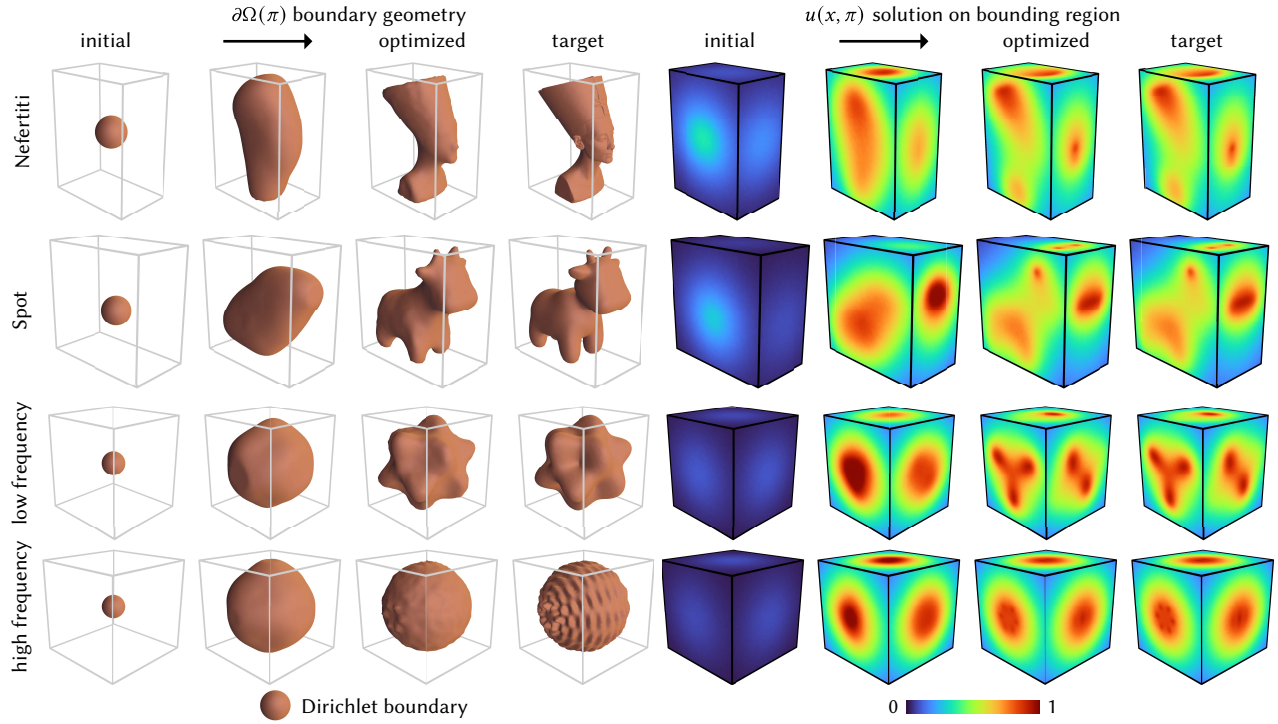 ∂Ω(π) boundary geometry
u(x, π) solution on bounding region
initial
optimized
target
initial
optimized
target
Nefertiti
Spot
low frequency
high frequency
Dirichlet boundary
0
1